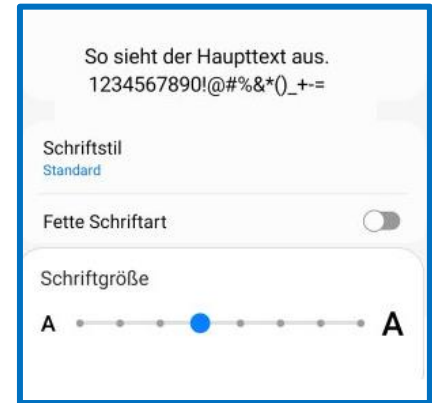 So sieht der Haupttext aus.
1234567890!@#%&*()_+-=
Schriftstil
Standard
Fette Schriftart
Schriftgröße
A A